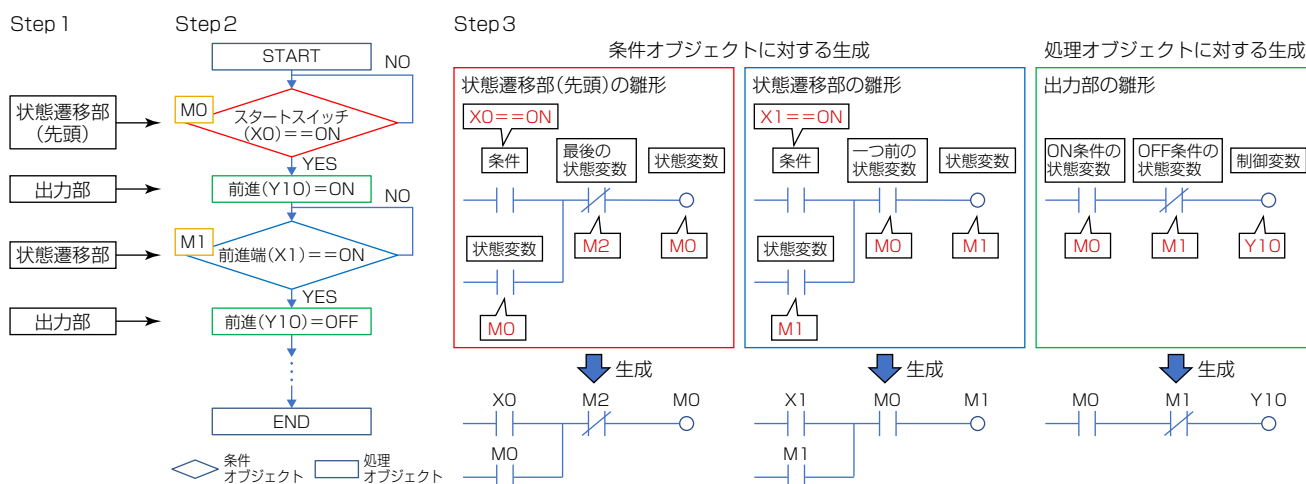 Step1
Step2
Step3
条件オブジェクトに対する生成
処理オブジェクトに対する生成
状態遷移部
(先頭)
出力部
状態遷移部
出力部
START
NO
M0
スタートスイッチ
(X0)==ON
YES
前進(Y10)=ON
NO
M1
前進端(X1)==ON
YES
前進(Y10)=OFF
END
条件
オブジェクト
処理
オブジェクト
状態遷移部(先頭)の雛形
X0==ON
条件
最後の
状態変数
状態変数
M2
M0
状態変数
M0
生成
X0
M2
M0
M0
状態遷移部の雛形
X1==ON
条件
一つ前の
状態変数
状態変数
M0
M1
状態変数
M1
生成
X1
M0
M1
M1
出力部の雛形
ON条件の
状態変数
OFF条件の
状態変数
制御変数
M0
M1
Y10
生成
M0
M1
Y10